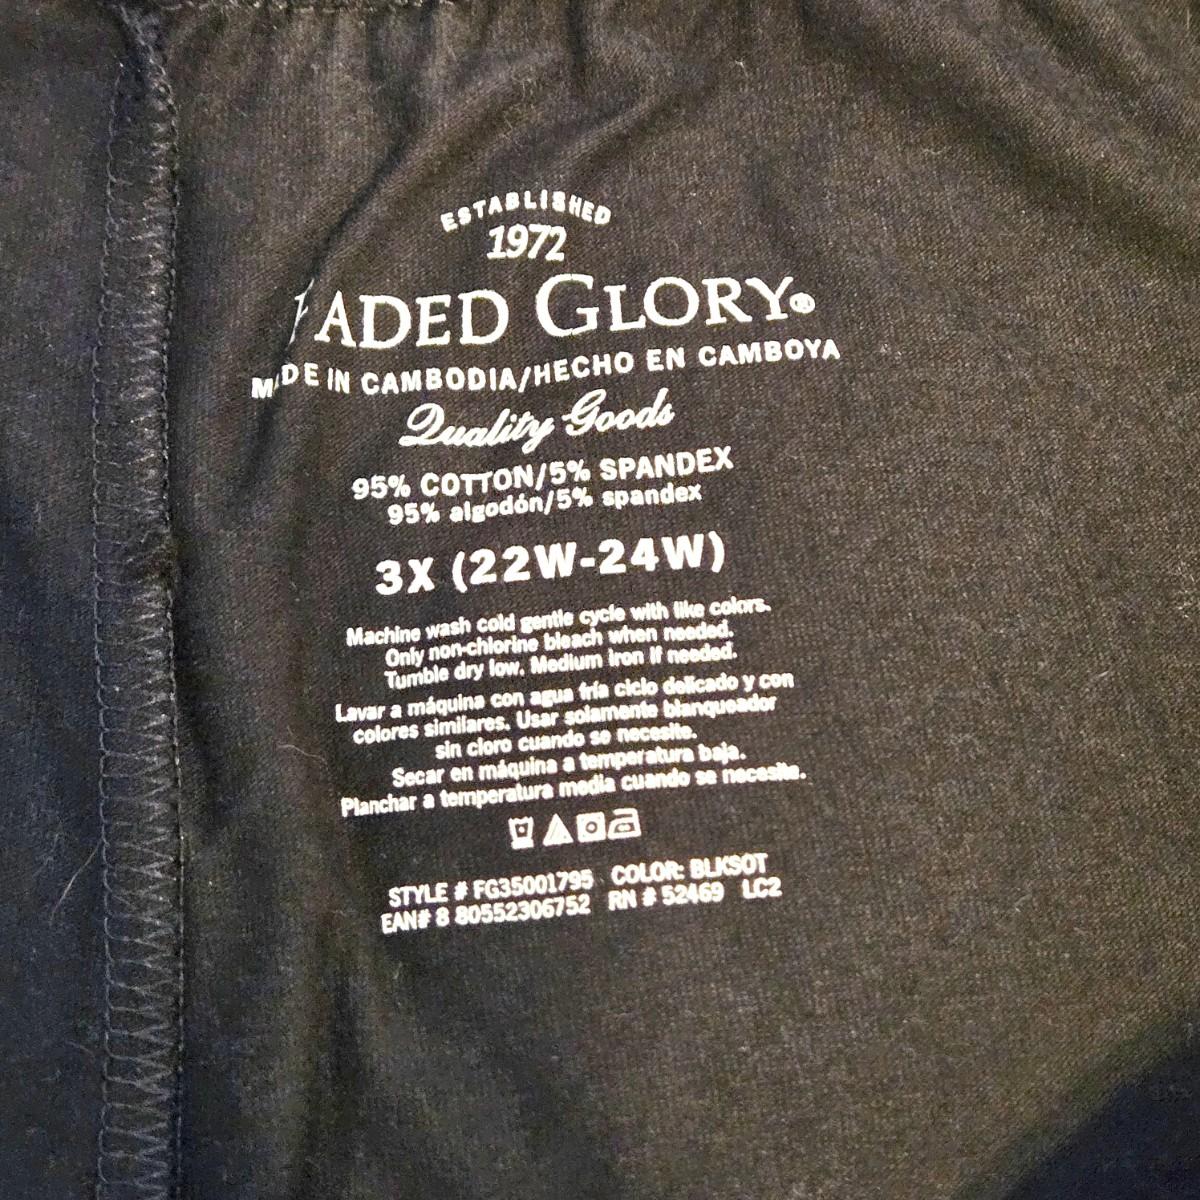 ESTABLISHED
1972
FADED GLORY®
MADE IN CAMBODIA/HECHO EN CAMBOYA
Quality Goods
95% COTTON/5% SPANDEX
95% algodón/5% spandex
3X (22W-24W)
Machine wash cold gentle cycle with like colors.
Only non-chlorine bleach when needed.
Tumble dry low. Medium iron if needed.
Lavar a máquina con agua fría ciclo delicado y con
colores similares. Usar solamente blanqueador
sin cloro cuando se necesite.
Secar en máquina a temperatura baja.
Planchar a temperatura media cuando se necesite.
STYLE # FG35001795 COLOR: BLKSOT
EAN# 8 80552306752 RN # 52469 LC2